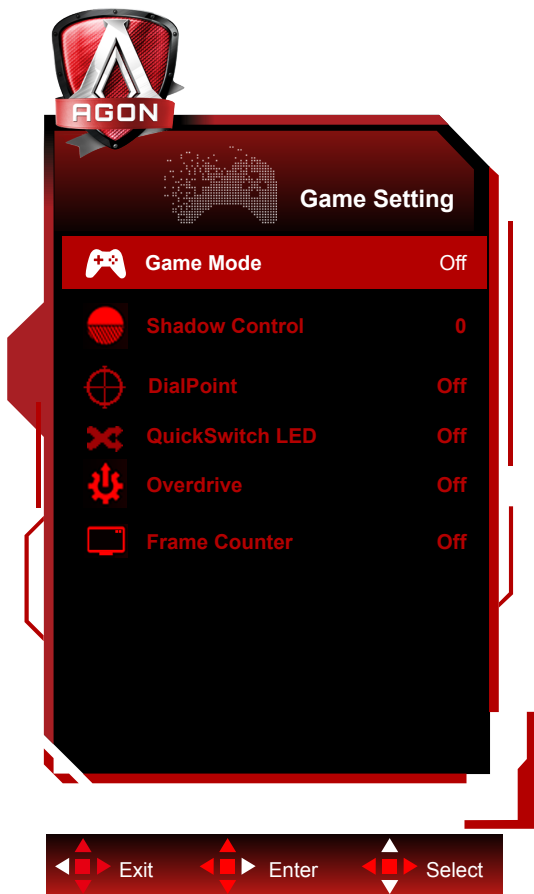 AGON
Game Setting
Game Mode Off
Shadow Control 0
DialPoint Off
QuickSwitch LED Off
Overdrive Off
Frame Counter Off
Exit Enter Select